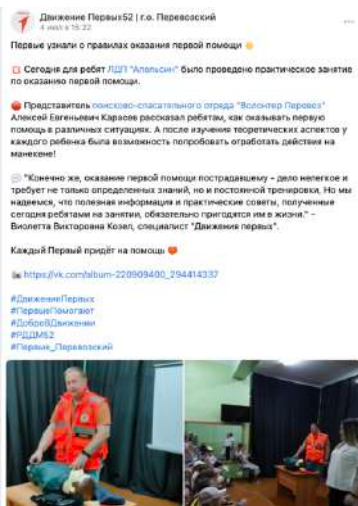 Движение Первых52 | г.о. Перевозский
4 июл в 15:22
Первые узнали о правилах оказания первой помощи
Сегодня для ребят ЛДП "Апельсин" было проведено практическое занятие
по оказанию первой помощи.
Представитель поисково-спасательного отряда "Волонтер Перевоз"
Алексей Евгеньевич Карасев рассказал ребятам, как оказывать первую
помощь в различных ситуациях. А после изучения теоретических аспектов у
каждого ребенка была возможность попробовать отработать действия на
манекене!
"Конечно же, оказание первой помощи пострадавшему – дело нелегкое и
требует не только определенных знаний, но и постоянной тренировки, Но мы
надеемся, что полезная информация и практические советы, полученные
сегодня ребятами на занятии, обязательно пригодятся им в жизни." –
Виолетта Викторовна Козел, специалист "Движения первых".
Каждый Первый придёт на помощь
https://vk.com/album-220909400_294414337
#ДвижениеПервых
#ПервыеПомогают
#ДоброВДвижении
#РДДМ52
#Первые_Перевозский